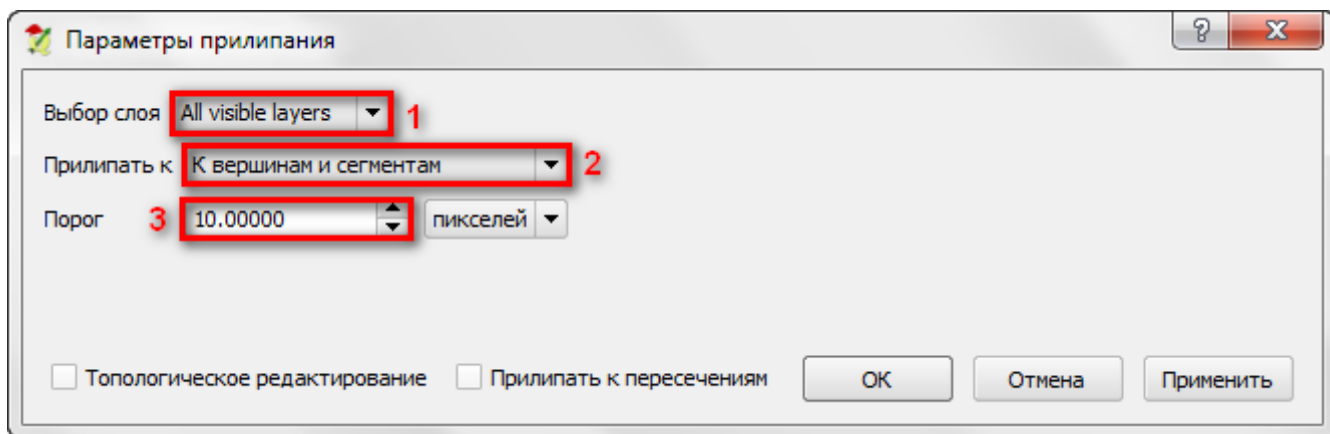 Параметры прилипания
Выбор слоя All visible layers 1
Прилипать к К вершинам и сегментам 2
Порог 3 10.00000 пикселей
Топологическое редактирование Прилипать к пересечениям ОК Отмена Применить